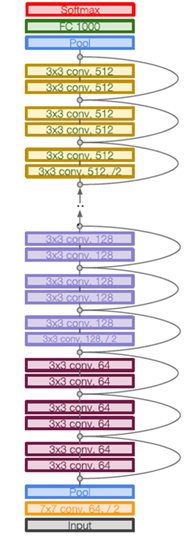 Softmax
FC 1000
Pool
3x3 conv, 512
3x3 conv, 512
3x3 conv, 512
3x3 conv, 512
3x3 conv, 512
3x3 conv, 512, /2
..
3x3 conv, 128
3x3 conv, 128
3x3 conv, 128
3x3 conv, 128
3x3 conv, 128
3x3 conv, 128, / 2
3x3 conv, 64
3x3 conv, 64
3x3 conv, 64
3x3 conv, 64
3x3 conv, 64
3x3 conv, 64
Pool
7x7 conv, 64, / 2
Input